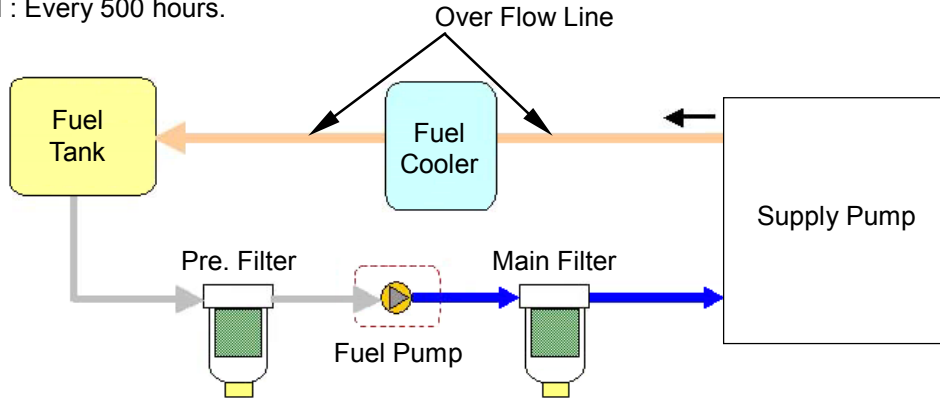 : Every 500 hours.
Over Flow Line
Fuel
Tank
Fuel
Cooler
Supply Pump
Pre. Filter
Main Filter
Fuel Pump